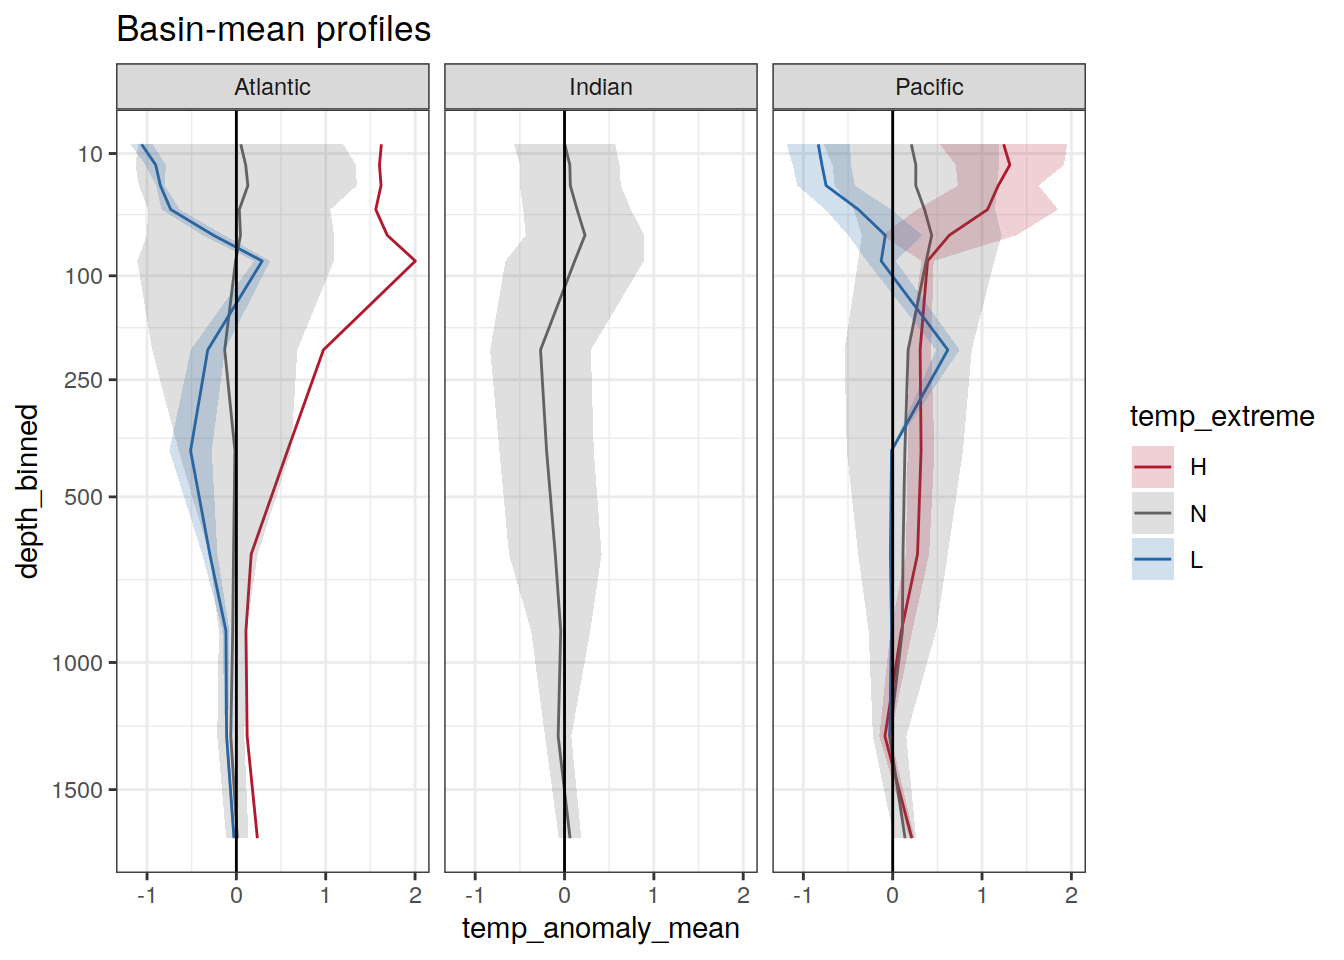 Basin-mean profiles
Atlantic
Indian
Pacific
10
100
250
500
1000
1500
depth_binned
-1 0 1 2
-1 0 1 2
-1 0 1 2
temp_anomaly_mean
temp_extreme
H
N
L